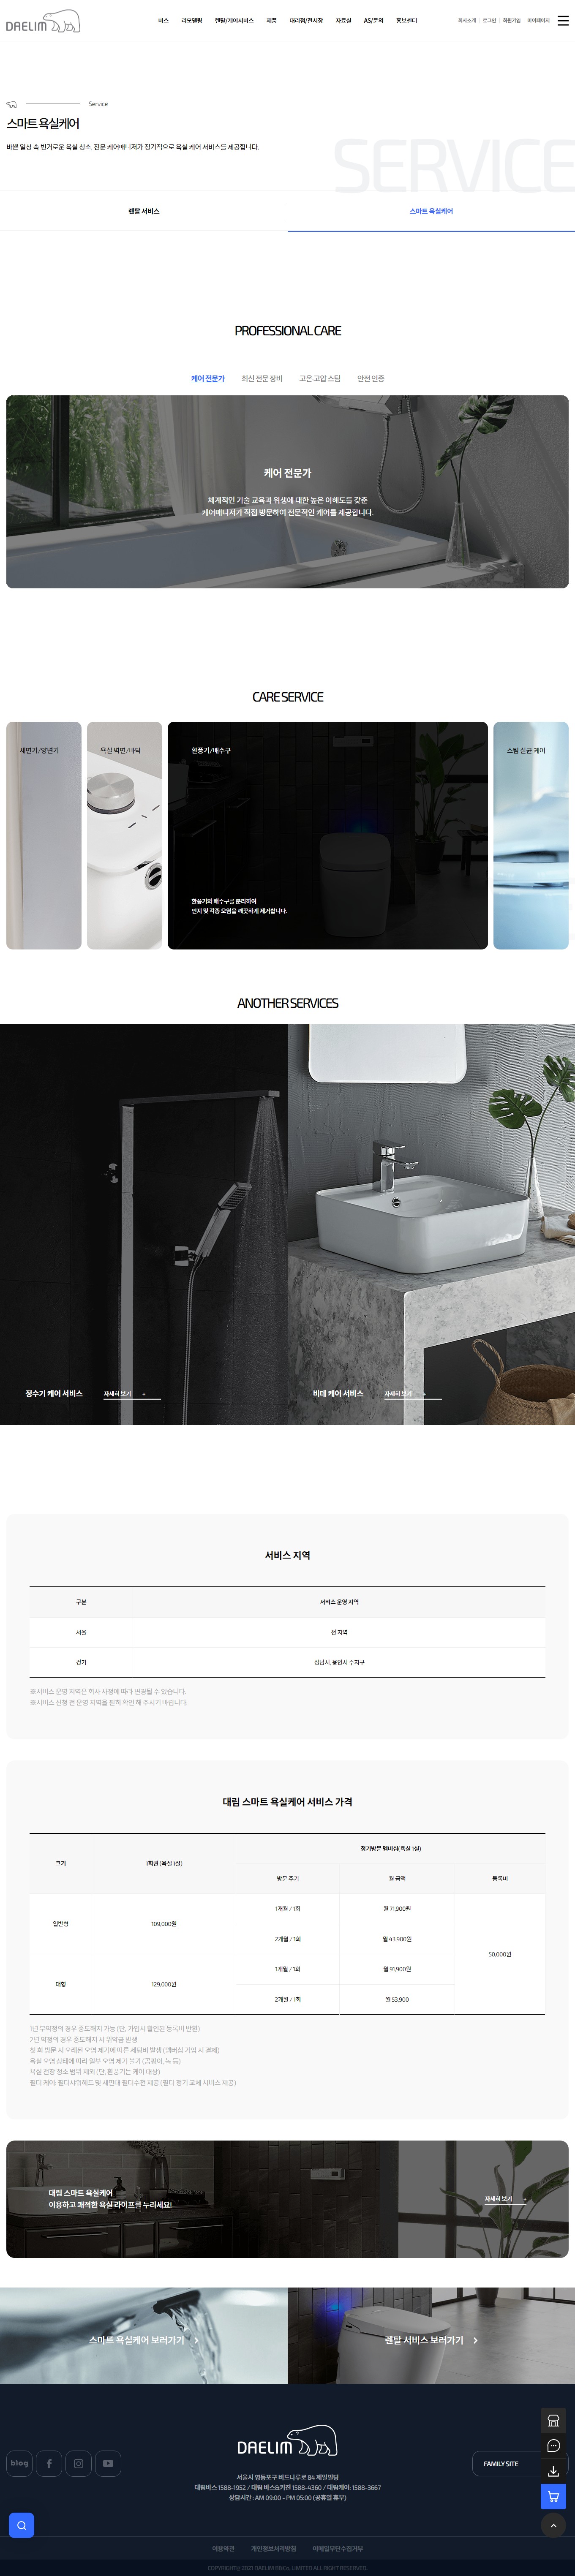 DAELIM
바스 리모델링 렌탈/케어서비스 제품 대리점/전시장 자료실 AS/문의 홍보센터
회사소개 로그인 회원가입 마이페이지
Service
스마트 욕실케어
바쁜 일상 속 번거로운 욕실 청소, 전문 케어매니저가 정기적으로 욕실 케어 서비스를 제공합니다.
SERVICE
렌탈 서비스 스마트 욕실케어
PROFESSIONAL CARE
케어 전문가 최신 전문 장비 고온·고압 스팀 안전 인증
케어 전문가
체계적인 기술 교육과 위생에 대한 높은 이해도를 갖춘
케어매니저가 직접 방문하여 전문적인 케어를 제공합니다.
CARE SERVICE
세면기/양변기
욕실 벽면/바닥
환풍기/배수구
환풍기와 배수구를 분리하여
먼지 및 각종 오염을 깨끗하게 제거합니다.
스팀 살균 케어
ANOTHER SERVICES
정수기 케어 서비스 자세히 보기 +
비데 케어 서비스 자세히 보기 +
서비스 지역
구분 서비스 운영 지역
서울 전 지역
경기 성남시, 용인시 수지구
※서비스 운영 지역은 회사 사정에 따라 변경될 수 있습니다.
※서비스 신청 전 운영 지역을 필히 확인 해 주시기 바랍니다.
대림 스마트 욕실케어 서비스 가격
크기 1회권 (욕실 1실) 정기방문 멤버십(욕실 1실)
방문 주기 월 금액 등록비
일반형 109,000원 1개월 / 1회 월 71,900원 50,000원
2개월 / 1회 월 43,900원
대형 129,000원 1개월 / 1회 월 91,900원
2개월 / 1회 월 53,900
1년 무약정의 경우 중도해지 가능 (단, 가입시 할인된 등록비 반환)
2년 약정의 경우 중도해지 시 위약금 발생
첫 회 방문 시 오래된 오염 제거에 따른 세팅비 발생 (멤버십 가입 시 결제)
욕실 오염 상태에 따라 일부 오염 제거 불가 (곰팡이, 녹 등)
욕실 천장 청소 범위 제외 (단, 환풍기는 케어 대상)
필터 케어: 필터샤워헤드 및 세면대 필터수전 제공 (필터 정기 교체 서비스 제공)
대림 스마트 욕실케어
이용하고 쾌적한 욕실 라이프를 누리세요!
자세히 보기 +
스마트 욕실케어 보러가기
렌탈 서비스 보러가기
DAELIM
blog
FAMILY SITE
서울시 영등포구 버드나루로 84 제일빌딩
대림바스 1588-1952 / 대림 바스&키친 1588-4360 / 대림케어: 1588-3667
상담시간 : AM 09:00 - PM 05:00 (공휴일 휴무)
이용약관 개인정보처리방침 이메일무단수집거부
COPYRIGHT© 2021 DAELIM B&Co, LIMITED ALL RIGHT RESERVED.